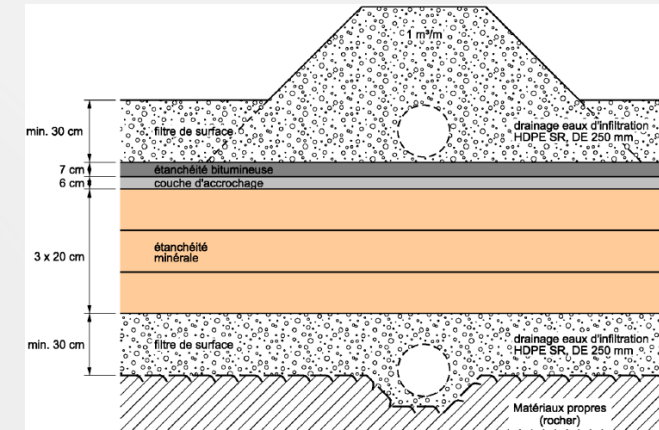 1 m³/m
min. 30 cm
filtre de surface
drainage eaux d'infiltration
HDPE SR, DE 250 mm
7 cm
étanchéité bitumineuse
6 cm
couche d'accrochage
3 x 20 cm
étanchéité
minérale
min. 30 cm
filtre de surface
drainage eaux d'infiltration
HDPE SR, DE 250 mm
Matériaux propres
(rocher)